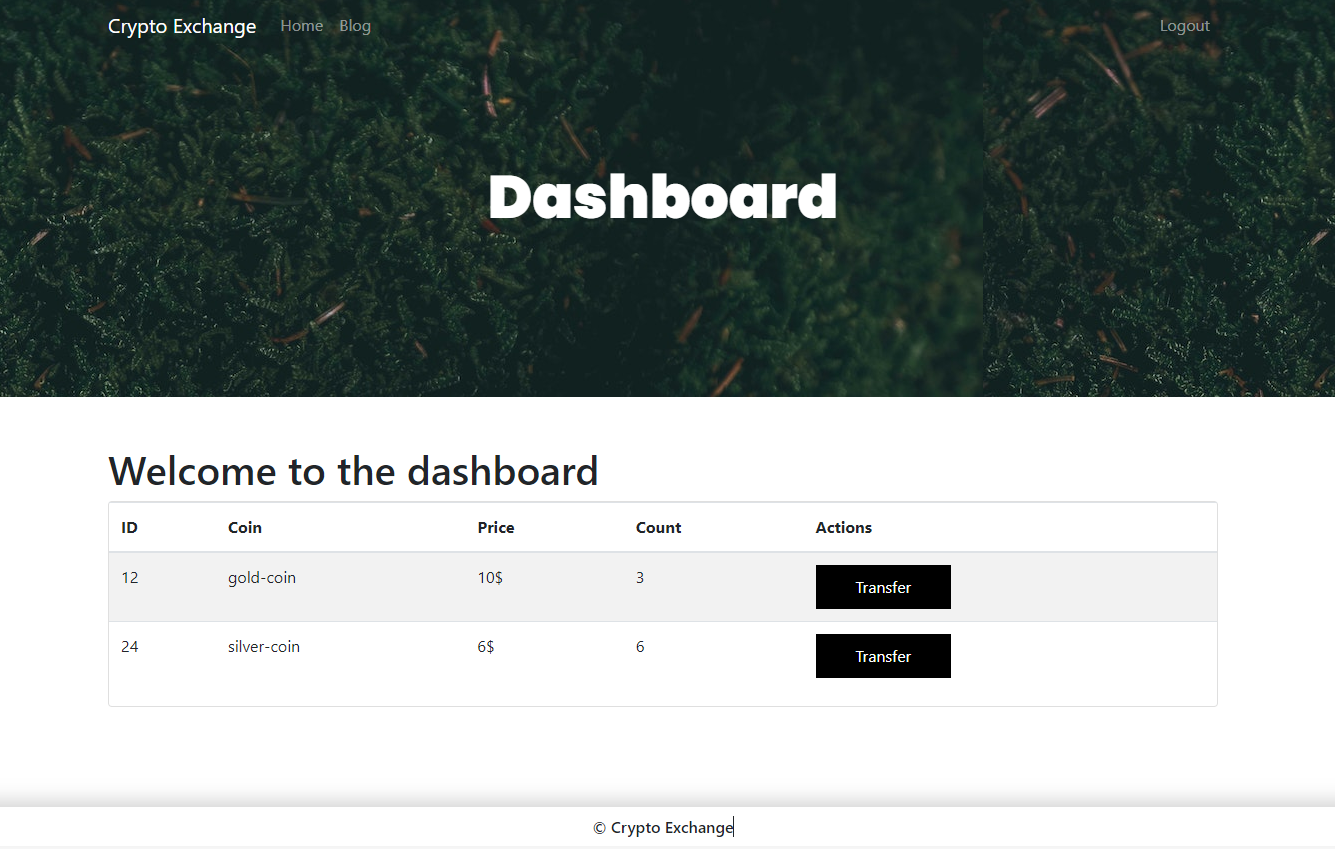 Crypto Exchange Home Blog Logout
Dashboard
Welcome to the dashboard
ID Coin Price Count Actions
12 gold-coin 10$ 3 Transfer
24 silver-coin 6$ 6 Transfer
© Crypto Exchange